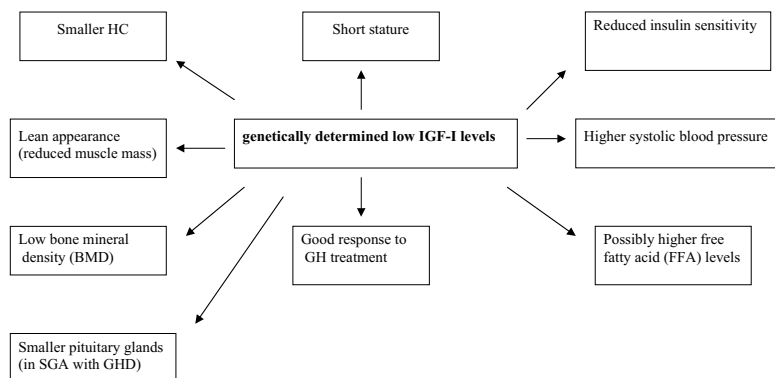 Smaller HC
Short stature
Reduced insulin sensitivity
Lean appearance
(reduced muscle mass)
genetically determined low IGF-I levels
Higher systolic blood pressure
Low bone mineral
density (BMD)
Good response to
GH treatment
Possibly higher free
fatty acid (FFA) levels
Smaller pituitary glands
(in SGA with GHD)